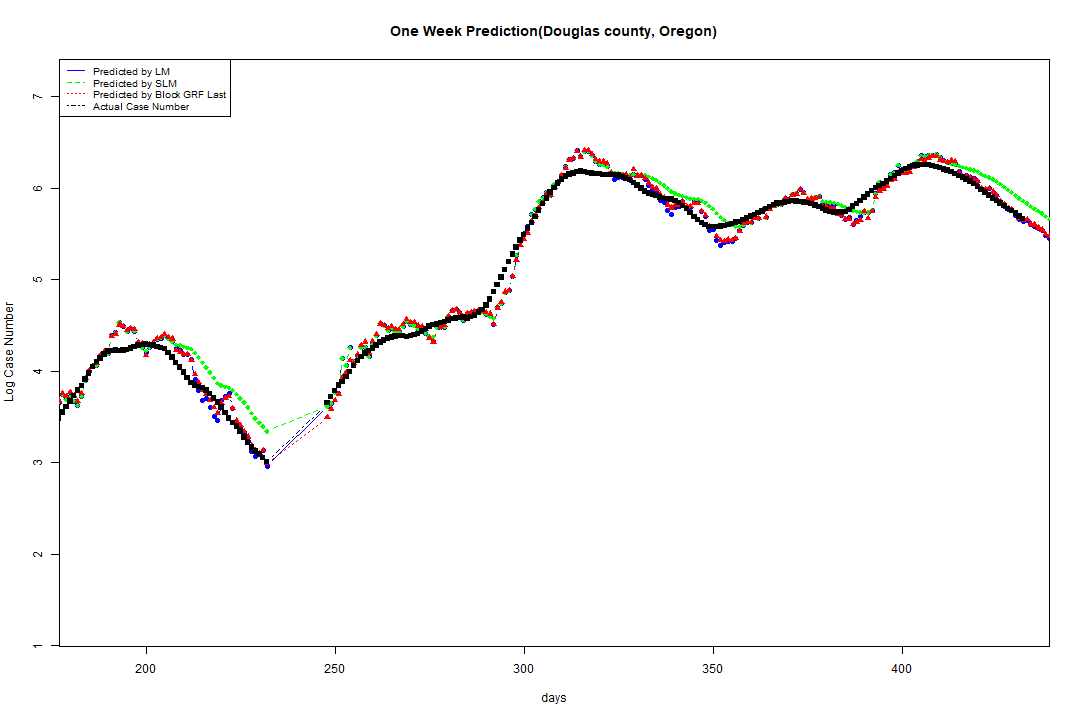 One Week Prediction(Douglas county, Oregon)
Predicted by LM
Predicted by SLM
Predicted by Block GRF Last
Actual Case Number
7
6
5
4
3
2
1
Log Case Number
200 250 300 350 400
days